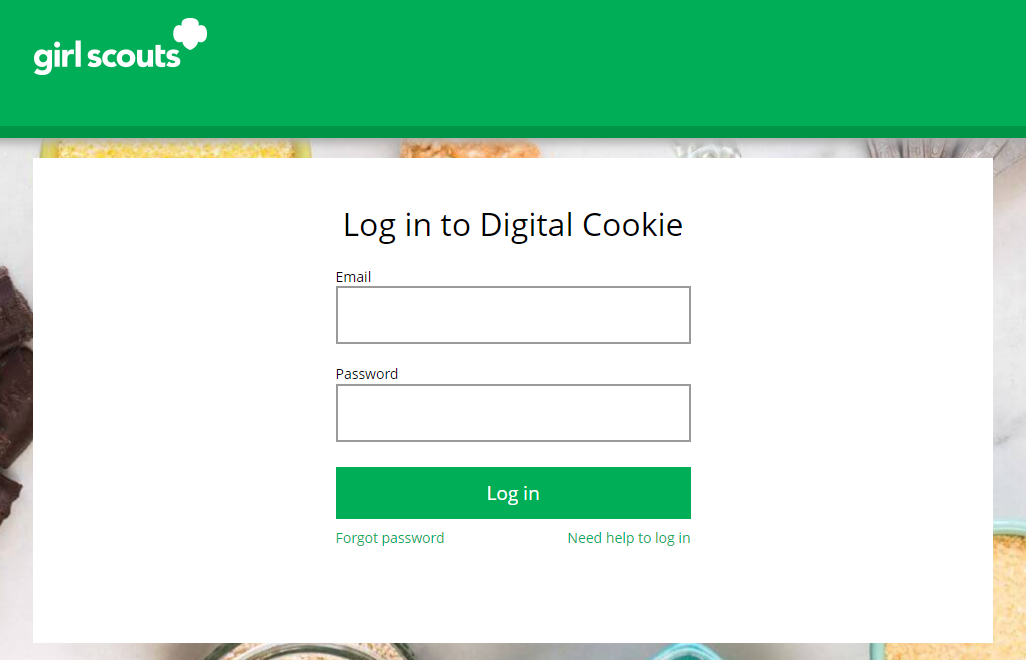 girl scouts
Log in to Digital Cookie
Email
Password
Log in
Forgot password Need help to log in